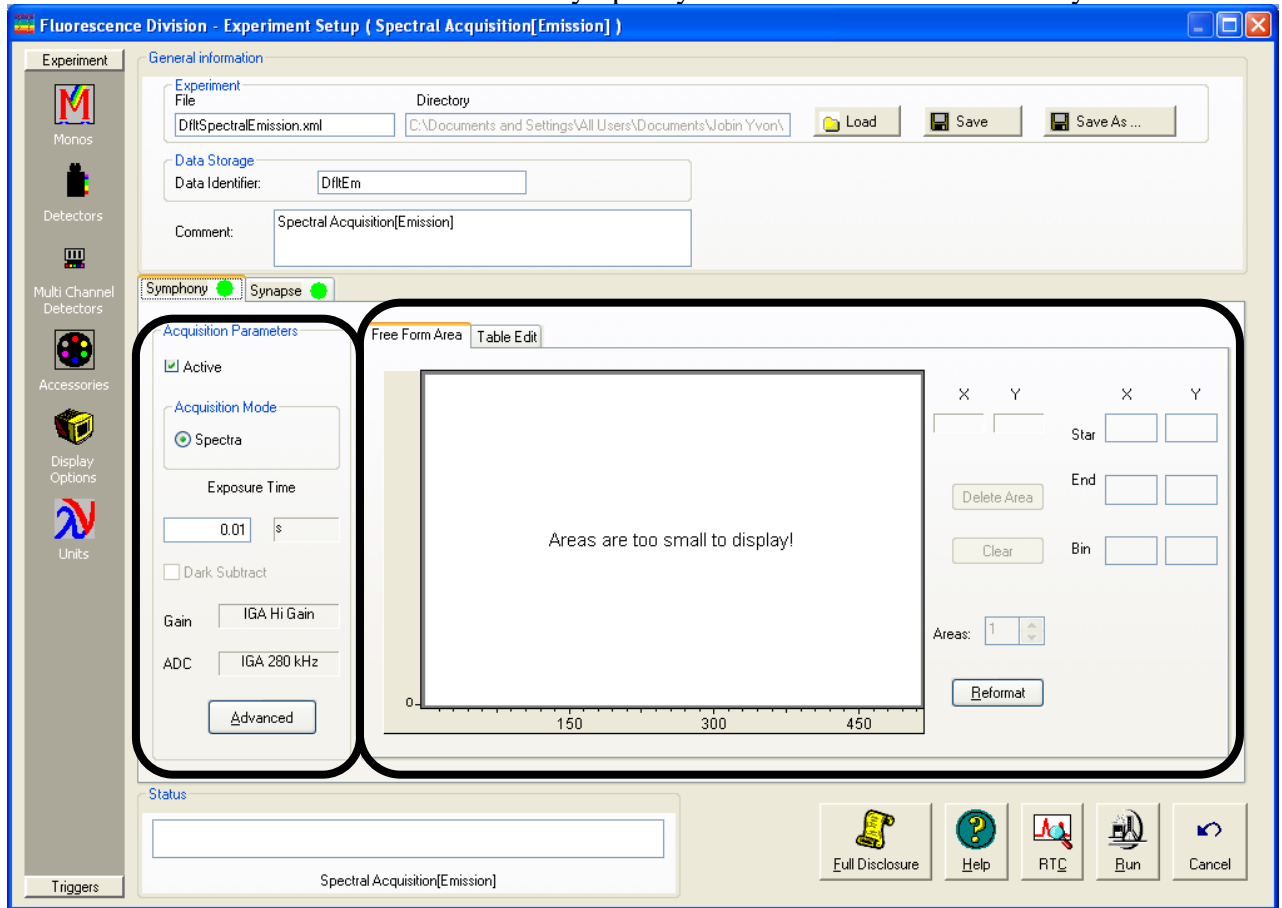 Fluorescence Division - Experiment Setup ( Spectral Acquisition[Emission] )
Experiment
Monos
Detectors
Multi Channel
Detectors
Accessories
Display
Options
Units
Triggers
General information
Experiment
File
Directory
DfltSpectralEmission.xml
C:\Documents and Settings\All Users\Documents\Jobin Yvon\
Load
Save
Save As ...
Data Storage
Data Identifier:
DfltEm
Comment:
Spectral Acquisition[Emission]
Symphony
Synapse
Acquisition Parameters
Active
Acquisition Mode
Spectra
Exposure Time
0.01 s
Dark Subtract
Gain IGA Hi Gain
ADC IGA 280 kHz
Advanced
Free Form Area
Table Edit
Areas are too small to display!
0
150 300 450
X Y X Y
Star
Delete Area
End
Clear
Bin
Areas: 1
Reformat
Status
Spectral Acquisition[Emission]
Full Disclosure
Help
RTC
Run
Cancel